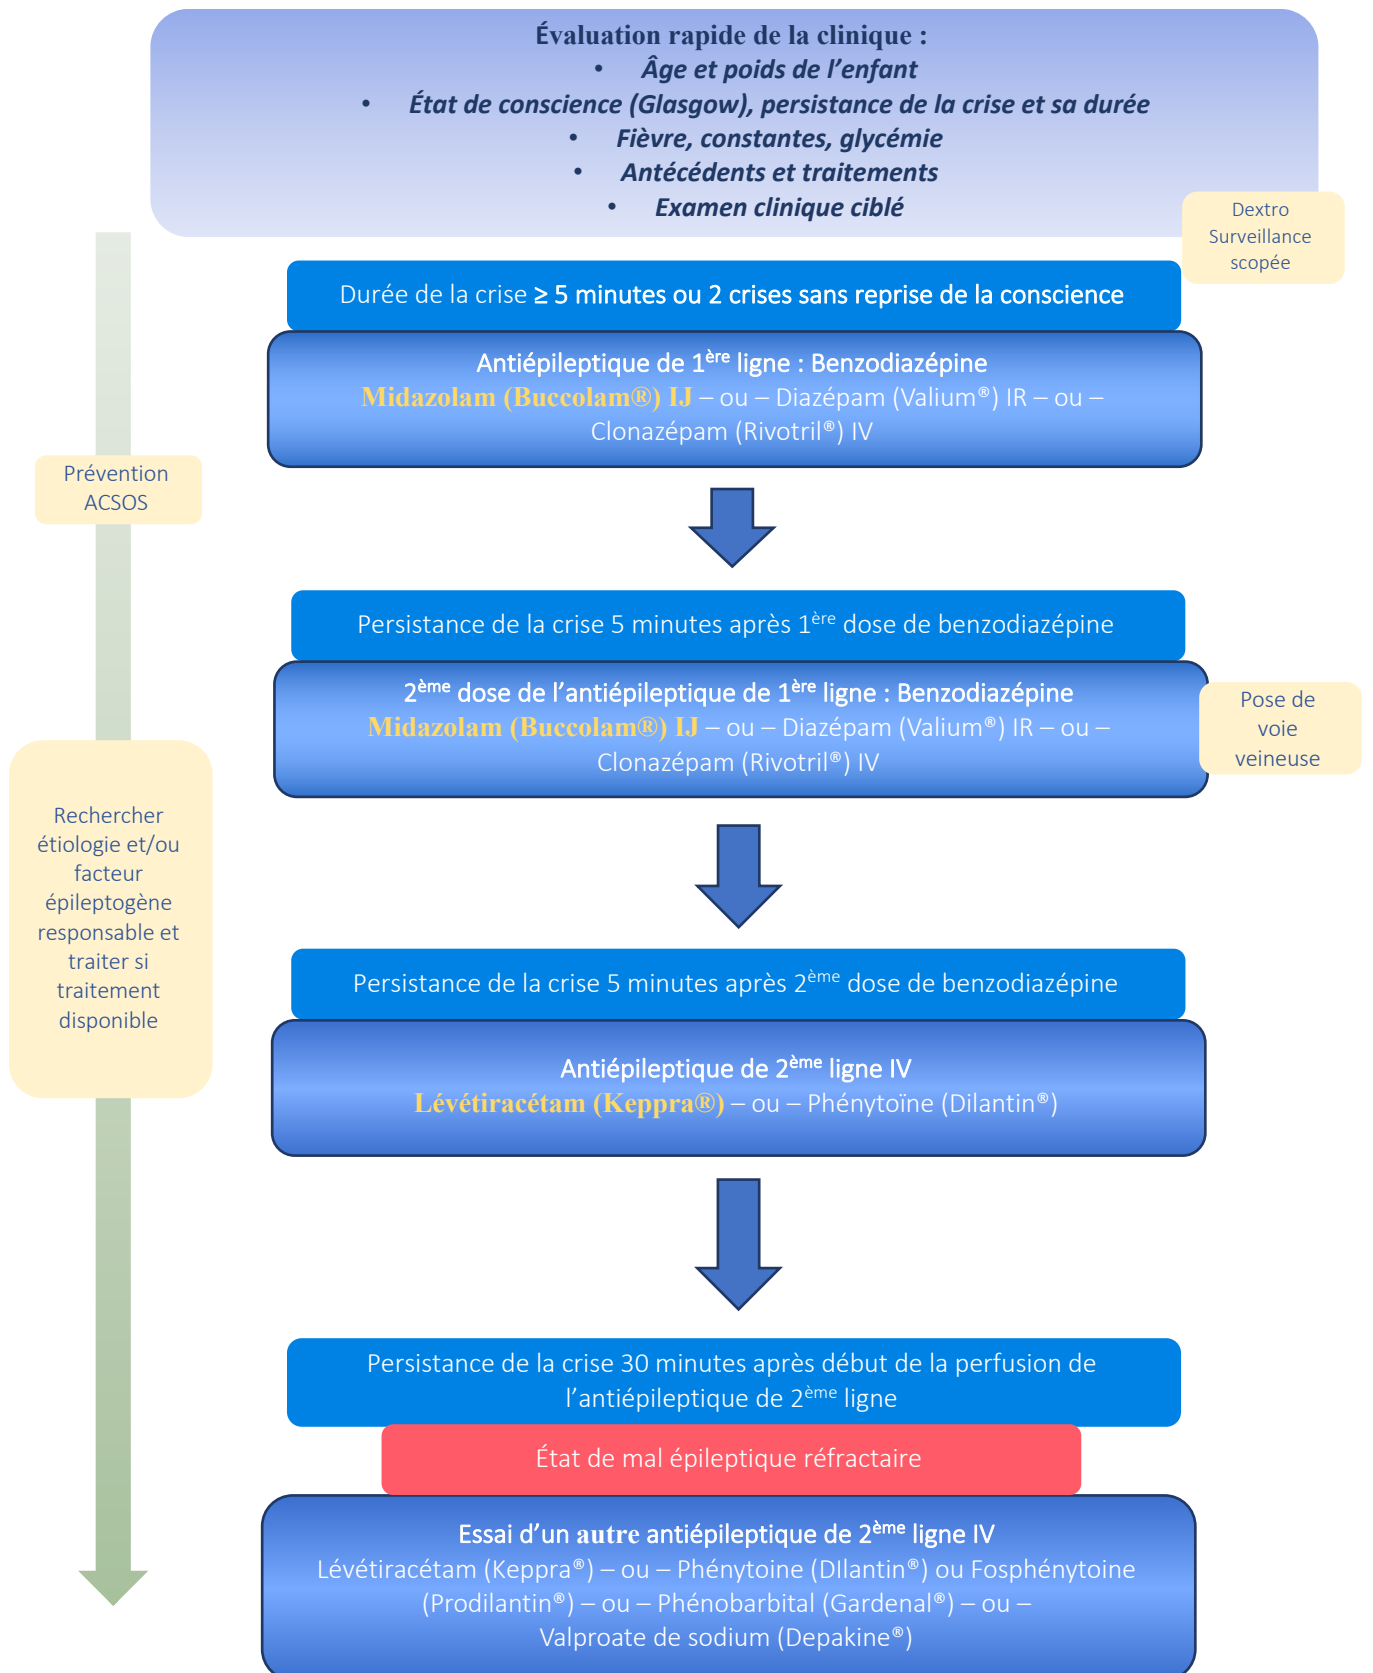 Évaluation rapide de la clinique :
• Âge et poids de l’enfant
• État de conscience (Glasgow), persistance de la crise et sa durée
• Fièvre, constantes, glycémie
• Antécédents et traitements
• Examen clinique ciblé
Dextro
Surveillance
scopée
Durée de la crise ≥ 5 minutes ou 2 crises sans reprise de la conscience
Antiépileptique de 1ère ligne : Benzodiazépine
Midazolam (Buccolam®) IJ – ou – Diazépam (Valium®) IR – ou –
Clonazépam (Rivotril®) IV
Prévention
ACSOS
Persistance de la crise 5 minutes après 1ère dose de benzodiazépine
2ème dose de l’antiépileptique de 1ère ligne : Benzodiazépine
Midazolam (Buccolam®) IJ – ou – Diazépam (Valium®) IR – ou –
Clonazépam (Rivotril®) IV
Pose de
voie
veineuse
Rechercher
étiologie et/ou
facteur
épileptogène
responsable et
traiter si
traitement
disponible
Persistance de la crise 5 minutes après 2ème dose de benzodiazépine
Antiépileptique de 2ème ligne IV
Lévétiracétam (Keppra®) – ou – Phénytoïne (Dilantin®)
Persistance de la crise 30 minutes après début de la perfusion de
l’antiépileptique de 2ème ligne
État de mal épileptique réfractaire
Essai d’un autre antiépileptique de 2ème ligne IV
Lévétiracétam (Keppra®) – ou – Phénytoine (DIlantin®) ou Fosphénytoine
(Prodilantin®) – ou – Phénobarbital (Gardenal®) – ou –
Valproate de sodium (Depakine®)